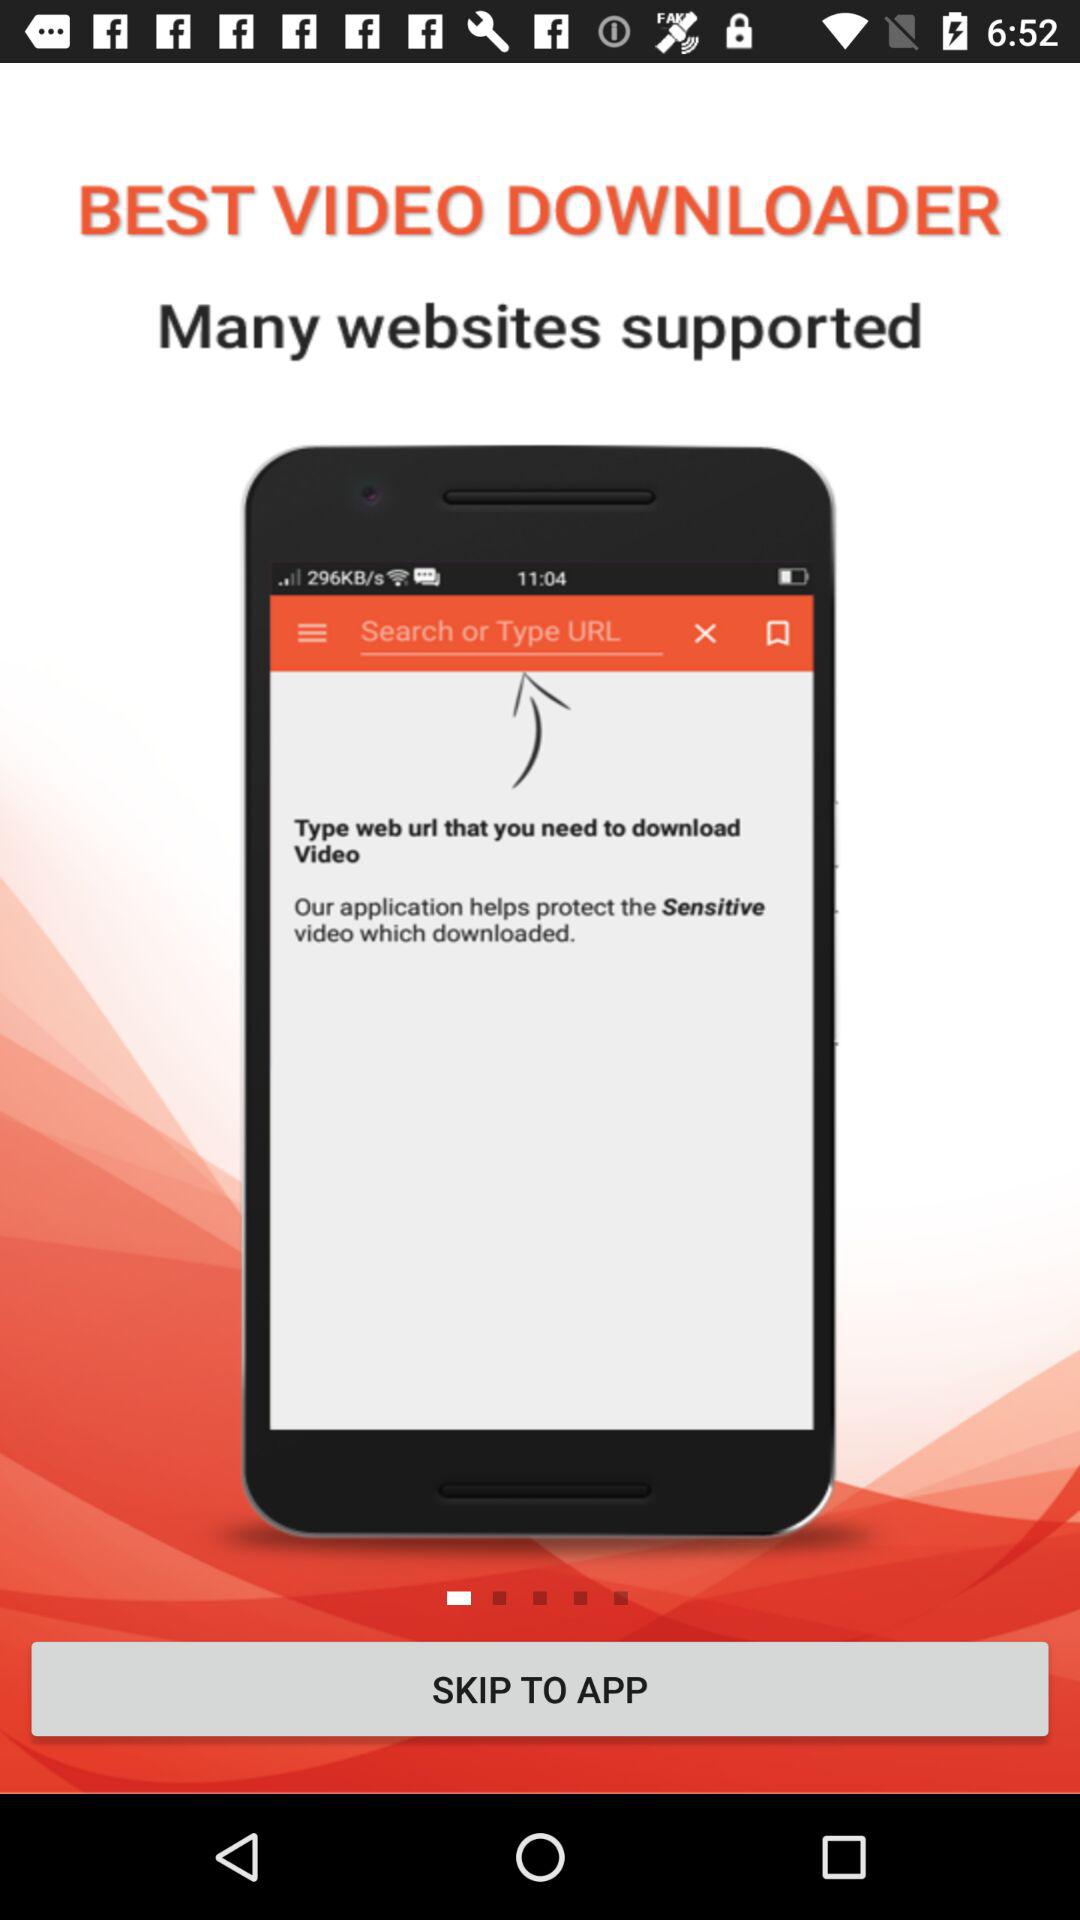 FAKE
6:52
BEST VIDEO DOWNLOADER
Many websites supported
296KB/s
11:04
Search or Type URL
Type web url that you need to download
Video
Our application helps protect the Sensitive
video which downloaded.
SKIP TO APP